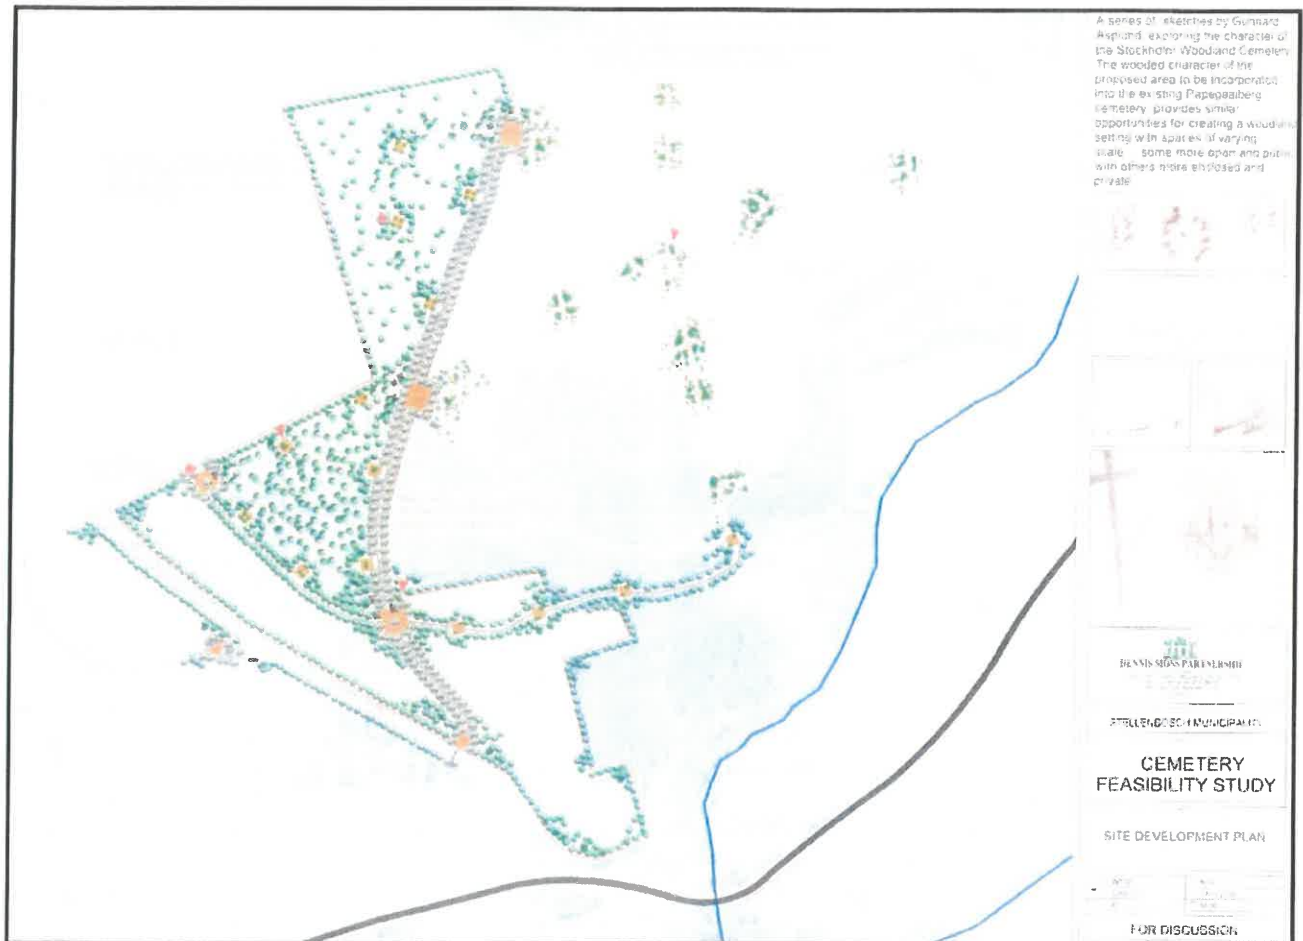 A series of sketches by Gunnard
Asplund, exploring the character of
the Stockholm Woodland Cemetery.
The wooded character of the
proposed area to be incorporated
into the existing Papegaaiberg
cemetery, provides similar
opportunities for creating a woodland
setting with spaces of varying
scale some more open and public
with others more enclosed and
private
DENNIS MOSS PARTNERSHIP
STELLENBOSCH MUNICIPALITY
CEMETERY
FEASIBILITY STUDY
SITE DEVELOPMENT PLAN
FOR DISCUSSION